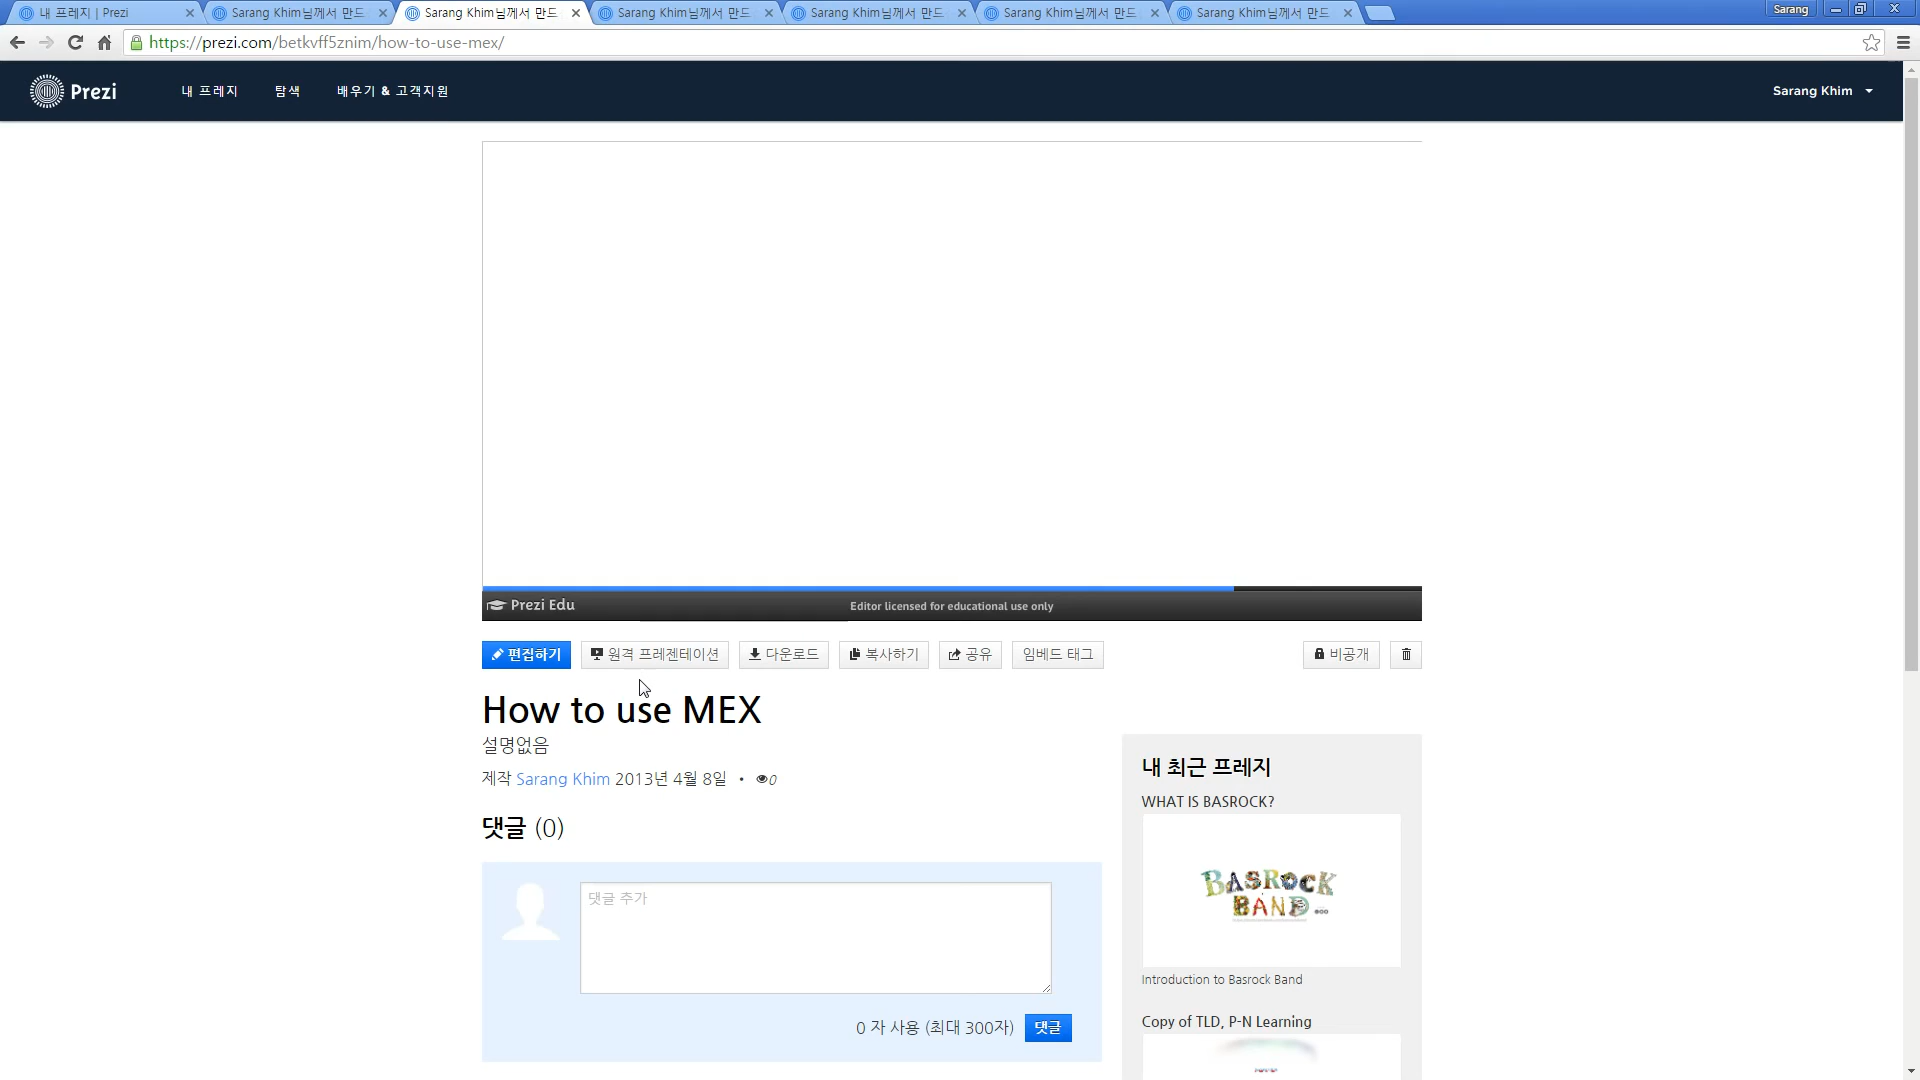 내 프레지 | Prezi
Sarang Khim님께서 만드
Sarang Khim님께서 만드
Sarang Khim님께서 만드
Sarang Khim님께서 만드
Sarang Khim님께서 만드
Sarang Khim님께서 만드
Sarang
https://prezi.com/betkvff5znim/how-to-use-mex/
Prezi
내 프레지
탐색
배우기 & 고객지원
Sarang Khim
Prezi Edu
Editor licensed for educational use only
편집하기
원격 프레젠테이션
다운로드
복사하기
공유
임베드 태그
비공개
How to use MEX
설명없음
제작 Sarang Khim 2013년 4월 8일 • 0
댓글 (0)
댓글 추가
0 자 사용 (최대 300자)
댓글
내 최근 프레지
WHAT IS BASROCK?
BASROCK
BAND
Introduction to Basrock Band
Copy of TLD, P-N Learning